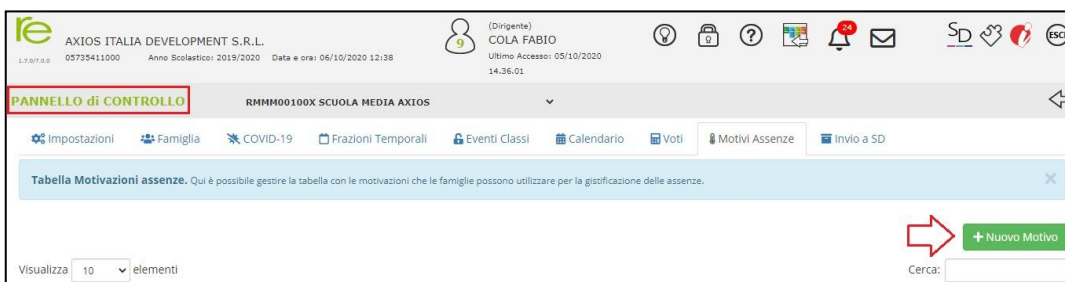 re
1.7.0/7.0.0
AXIOS ITALIA DEVELOPMENT S.R.L.
05735411000 Anno Scolastico: 2019/2020 Data e ora: 06/10/2020 12:38
9
(Dirigente)
COLA FABIO
Ultimo Accesso: 05/10/2020
14.36.01
24
SD
ESCI
PANNELLO di CONTROLLO
RMMM00100X SCUOLA MEDIA AXIOS
Impostazioni Famiglia COVID-19 Frazioni Temporali Eventi Classi Calendario Voti Motivi Assenze Invio a SD
Tabella Motivazioni assenze. Qui è possibile gestire la tabella con le motivazioni che le famiglie possono utilizzare per la gistificazione delle assenze.
+ Nuovo Motivo
Visualizza 10 elementi Cerca: